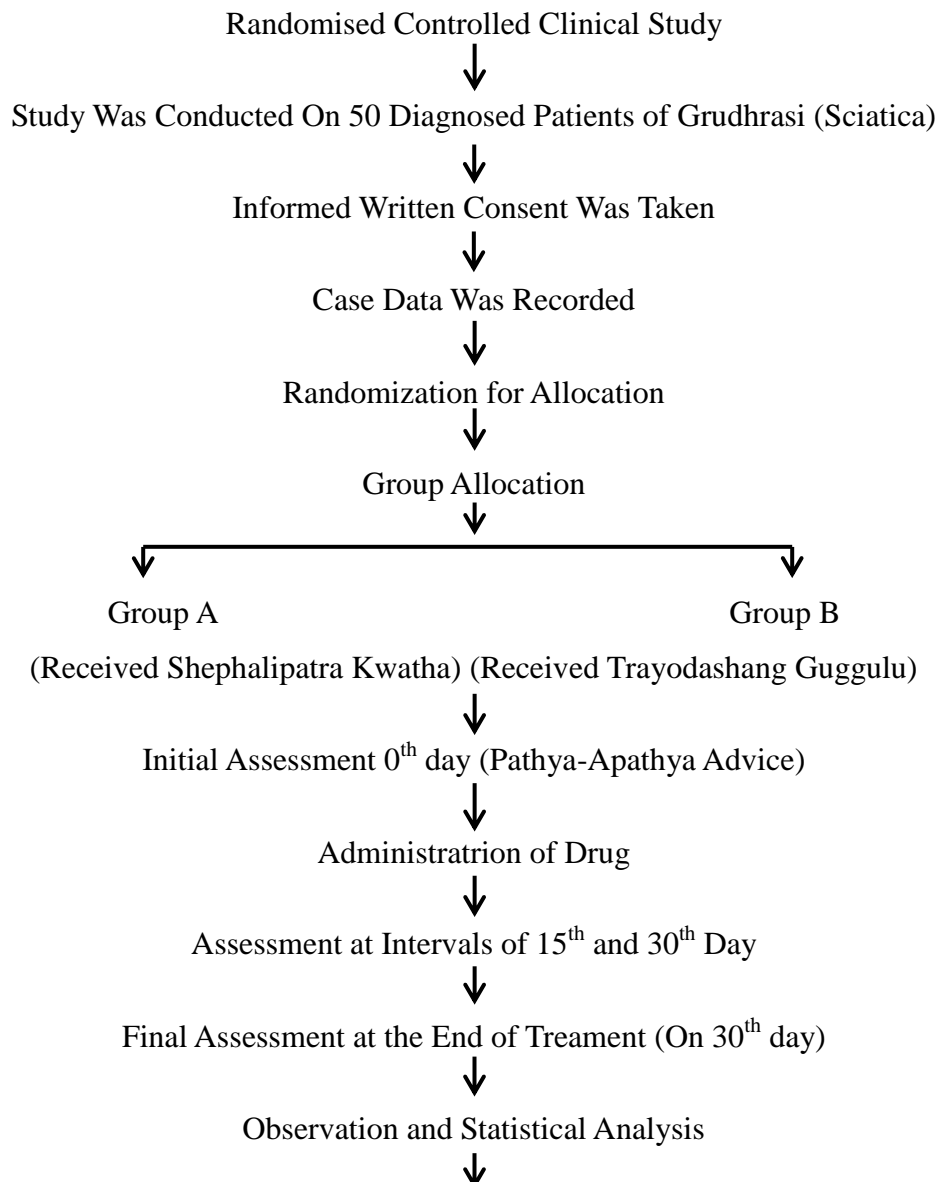 Randomised Controlled Clinical Study
Study Was Conducted On 50 Diagnosed Patients of Grudhrasi (Sciatica)
Informed Written Consent Was Taken
Case Data Was Recorded
Randomization for Allocation
Group Allocation
Group A Group B
(Received Shephalipatra Kwatha) (Received Trayodashang Guggulu)
Initial Assessment 0th day (Pathya-Apathya Advice)
Administratrion of Drug
Assessment at Intervals of 15th and 30th Day
Final Assessment at the End of Treament (On 30th day)
Observation and Statistical Analysis